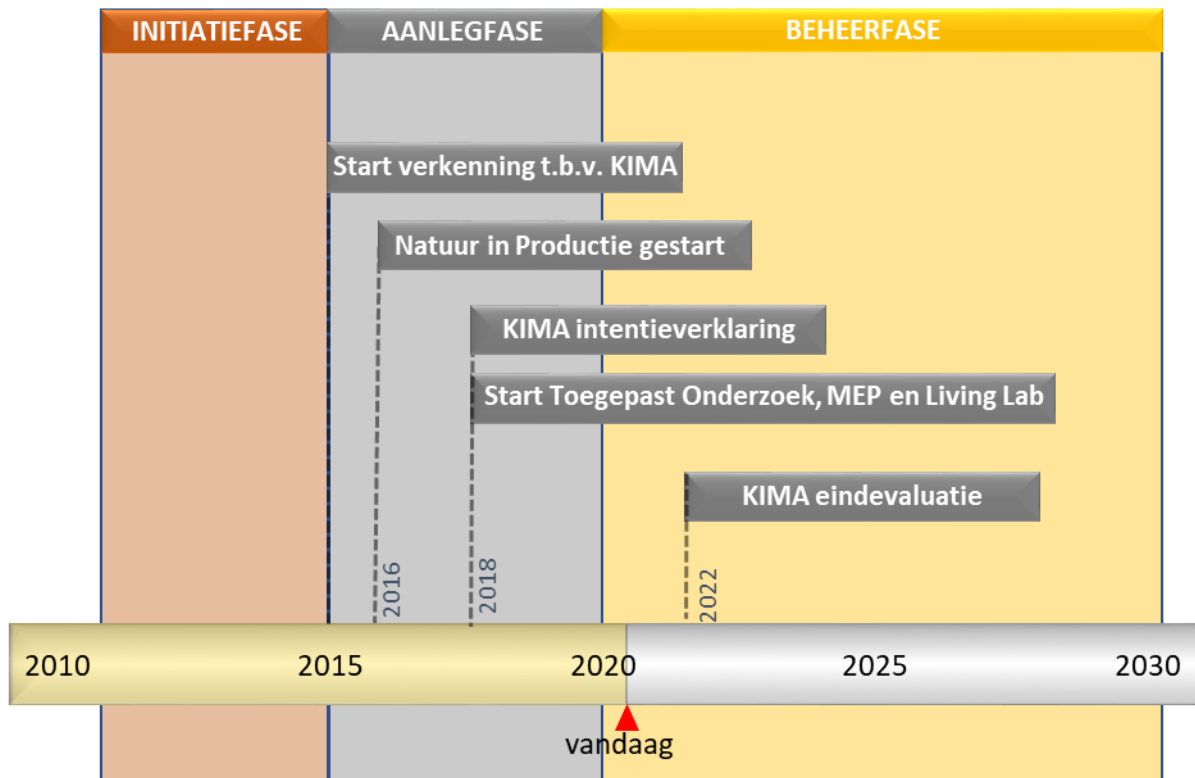 INITIATIEFASE AANLEGFASE BEHEERFASE
Start verkenning t.b.v. KIMA
Natuur in Productie gestart
KIMA intentieverklaring
Start Toegepast Onderzoek, MEP en Living Lab
KIMA eindevaluatie
2016 2018 2022
2010 2015 2020 2025 2030
vandaag